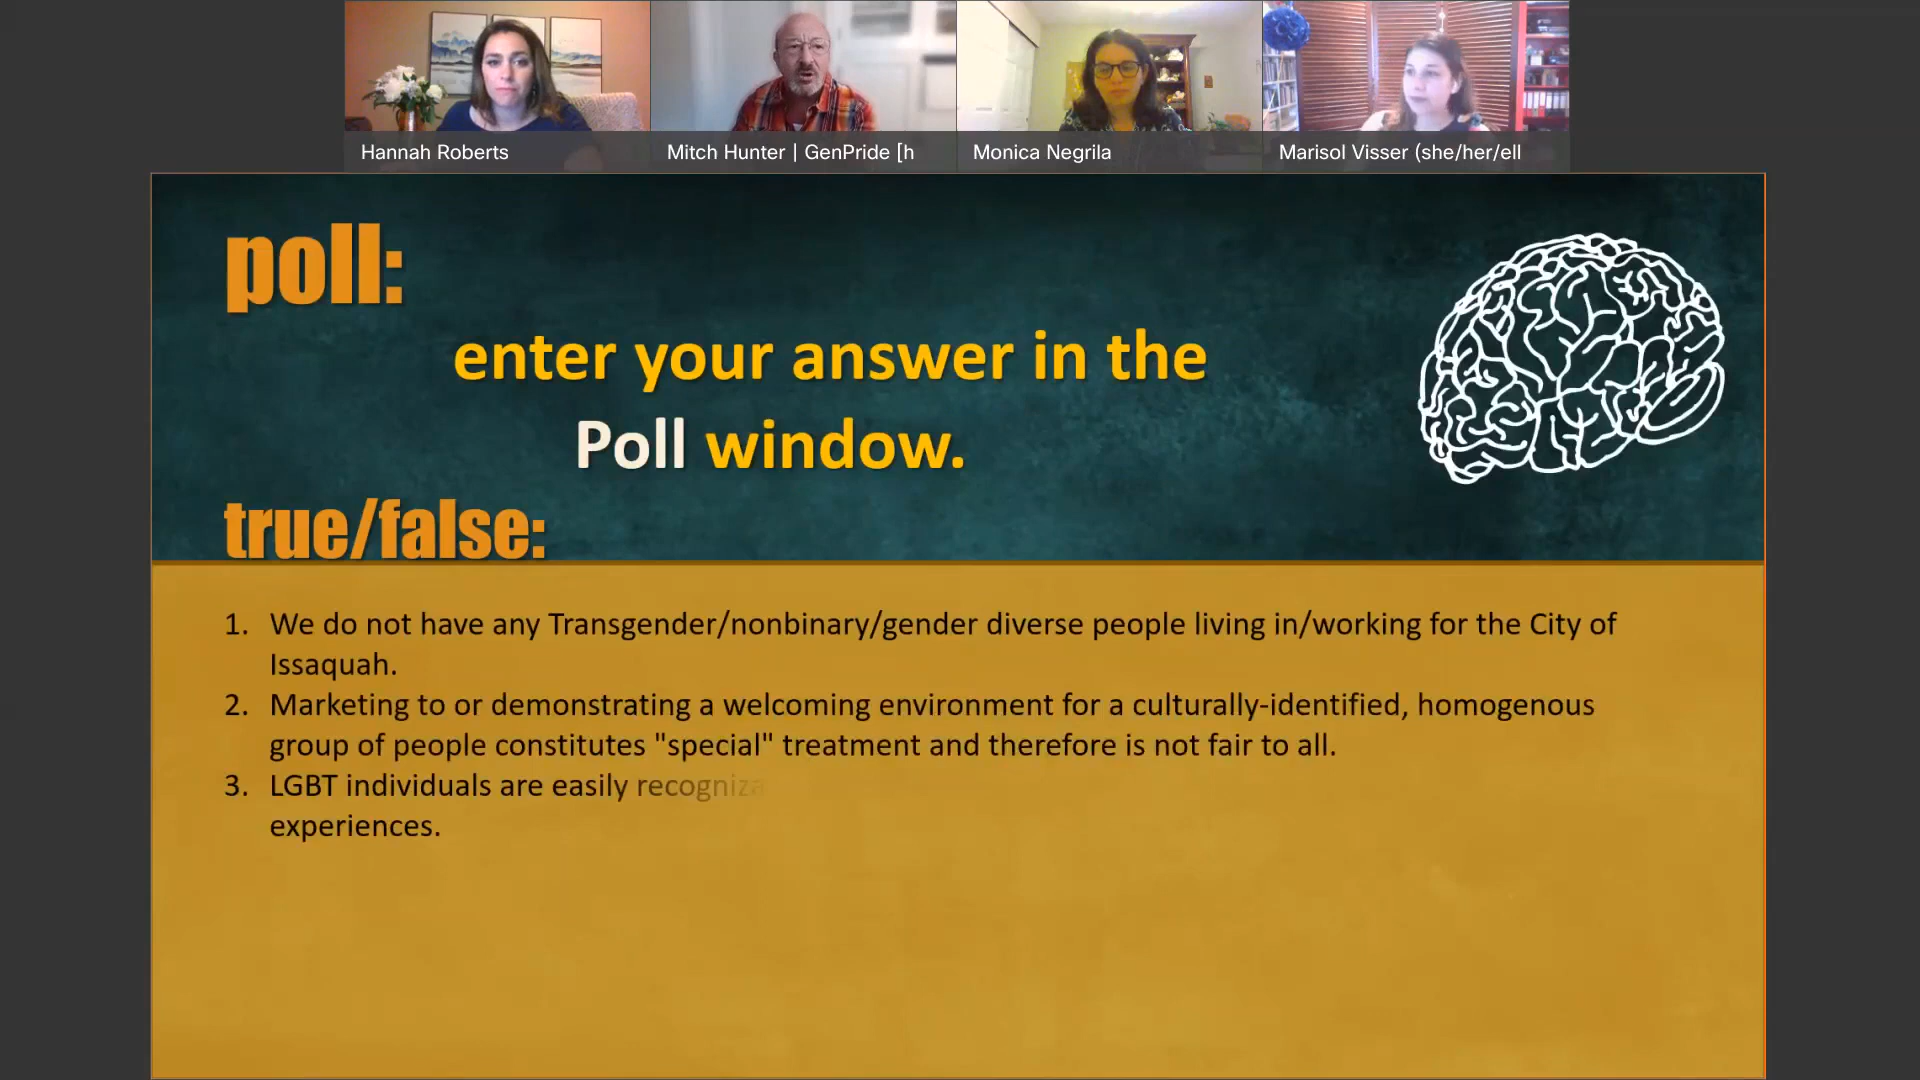 Hannah Roberts
Mitch Hunter | GenPride [h
Monica Negrila
Marisol Visser (she/her/ell
poll:
enter your answer in the
Poll window.
true/false:
1. We do not have any Transgender/nonbinary/gender diverse people living in/working for the City of
Issaquah.
2. Marketing to or demonstrating a welcoming environment for a culturally-identified, homogenous
group of people constitutes "special" treatment and therefore is not fair to all.
3. LGBT individuals are easily recogniza
experiences.